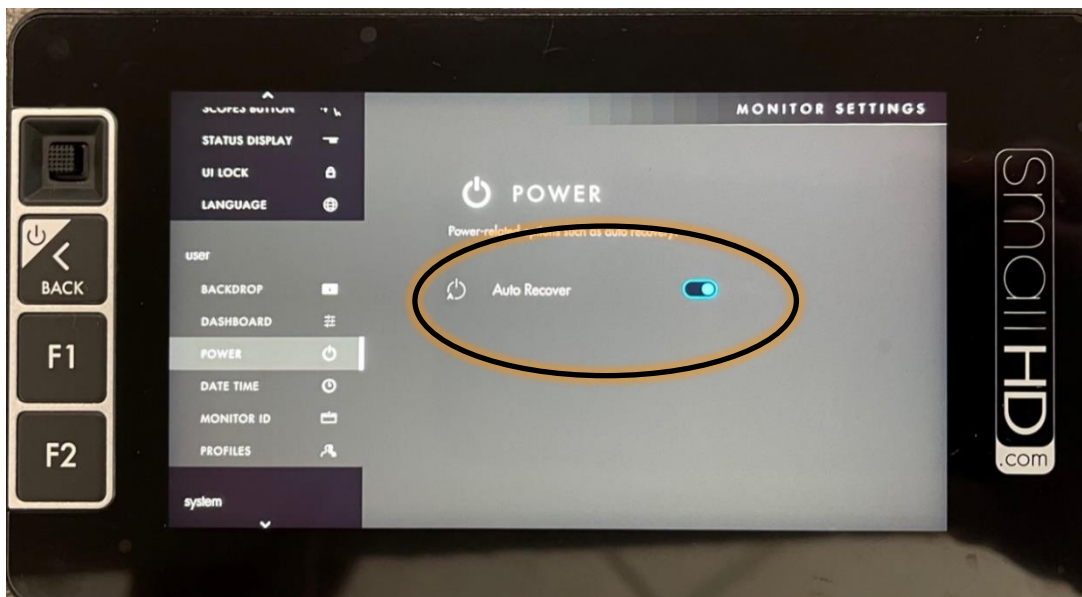 SCOPES BUTTON
MONITOR SETTINGS
STATUS DISPLAY
UI LOCK
LANGUAGE
POWER
Power-related options such as auto recovery.
user
BACKDROP
DASHBOARD
POWER
DATE TIME
MONITOR ID
PROFILES
system
Auto Recover
BACK
F1
F2
smallHD
.com